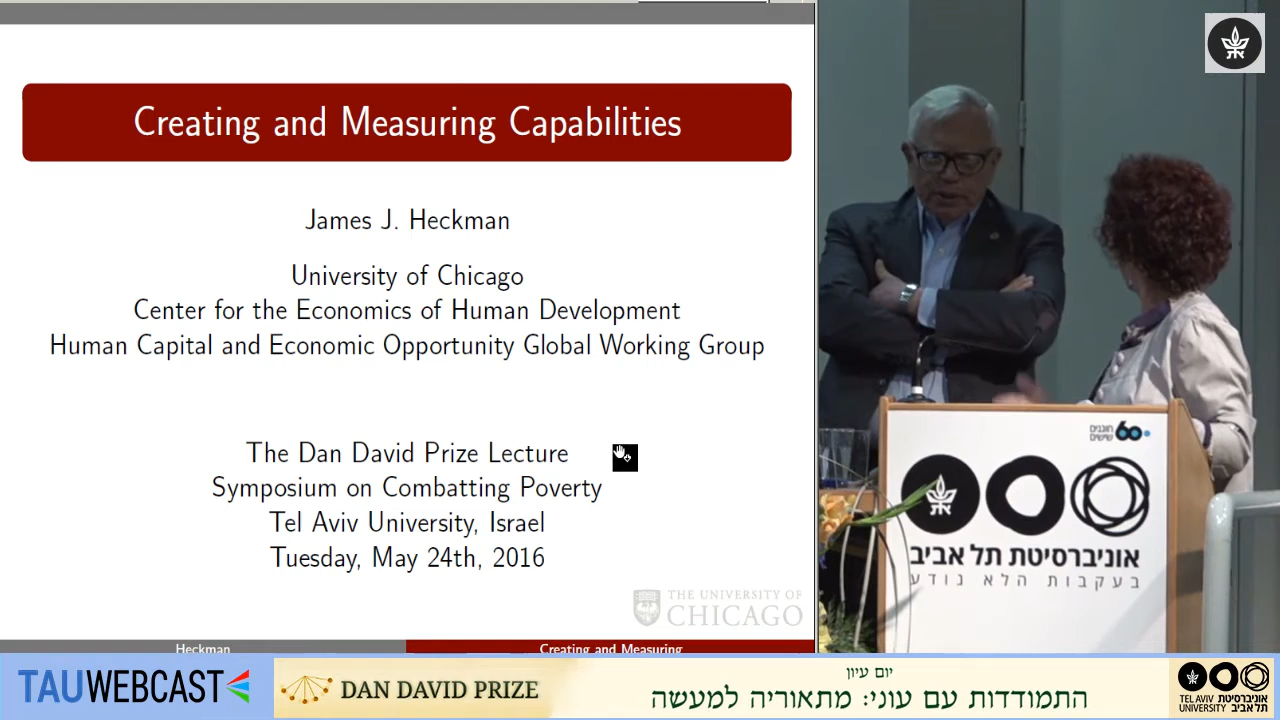 Creating and Measuring Capabilities
James J. Heckman
University of Chicago
Center for the Economics of Human Development
Human Capital and Economic Opportunity Global Working Group
The Dan David Prize Lecture
Symposium on Combatting Poverty
Tel Aviv University, Israel
Tuesday, May 24th, 2016
THE UNIVERSITY OF
CHICAGO
Heckman
Creating and Measuring
חוגגים
שישים
60
אוניברסיטת תל אביב
בעקבות הלא נודע
TAUWEBCAST
DAN DAVID PRIZE
יום עיון
התמודדות עם עוני: מתאוריה למעשה
TEL AVIV אוניברסיטת
UNIVERSITY תל אביב